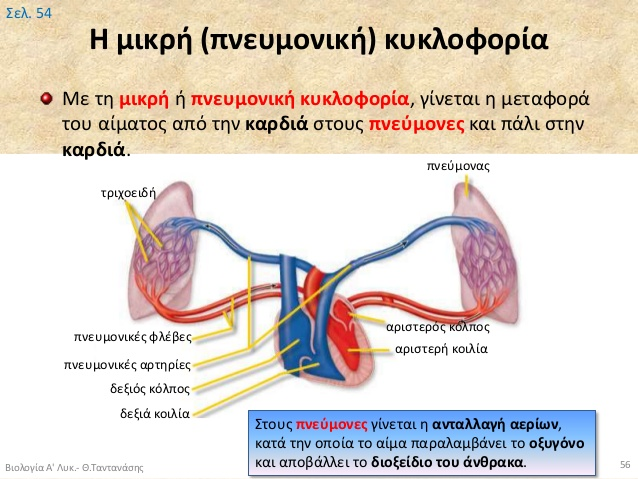 Σελ. 54
Η μικρή (πνευμονική) κυκλοφορία
Με τη μικρή ή πνευμονική κυκλοφορία, γίνεται η μεταφορά
του αίματος από την καρδιά στους πνεύμονες και πάλι στην
καρδιά.
πνεύμονας
τριχοειδή
αριστερός κόλπος
πνευμονικές φλέβες
αριστερή κοιλία
πνευμονικές αρτηρίες
δεξιός κόλπος
δεξιά κοιλία
Στους πνεύμονες γίνεται η ανταλλαγή αερίων,
κατά την οποία το αίμα παραλαμβάνει το οξυγόνο
και αποβάλλει το διοξείδιο του άνθρακα.
Βιολογία Α' Λυκ.- Θ.Ταντανάσης
56